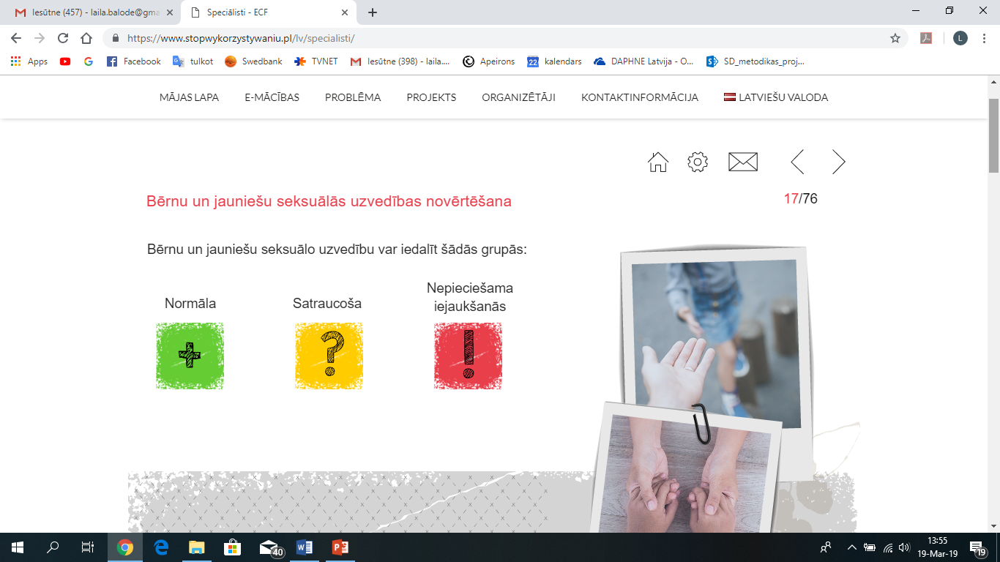 Iesūtne (457) - laila.balode@gma
Speciālisti - ECF
https://www.stopwykorzystywaniu.pl/lv/specialisti/
L
Apps
Facebook
tulkot
Swedbank
TVNET
Iesūtne (398) - laila....
Apeirons
22
kalendars
DAPHNE Latvija - O...
SD_metodikas_proj...
MĀJAS LAPA
E-MĀCĪBAS
PROBLĒMA
PROJEKTS
ORGANIZĒTĀJI
KONTAKTINFORMĀCIJA
LATVIEŠU VALODA
Bērnu un jauniešu seksuālās uzvedības novērtēšana
17/76
Bērnu un jauniešu seksuālo uzvedību var iedalīt šādās grupās:
Normāla
Satraucoša
Nepieciešama
iejaukšanās
+
?
!
40
13:55
19-Mar-19
19